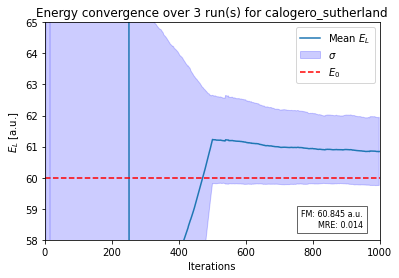 Energy convergence over 3 run(s) for calogero_sutherland
65
64
63
62
61
60
59
58
E_L [a.u.]
Mean E_L
σ
E_0
FM: 60.845 a.u.
MRE: 0.014
0 200 400 600 800 1000
Iterations